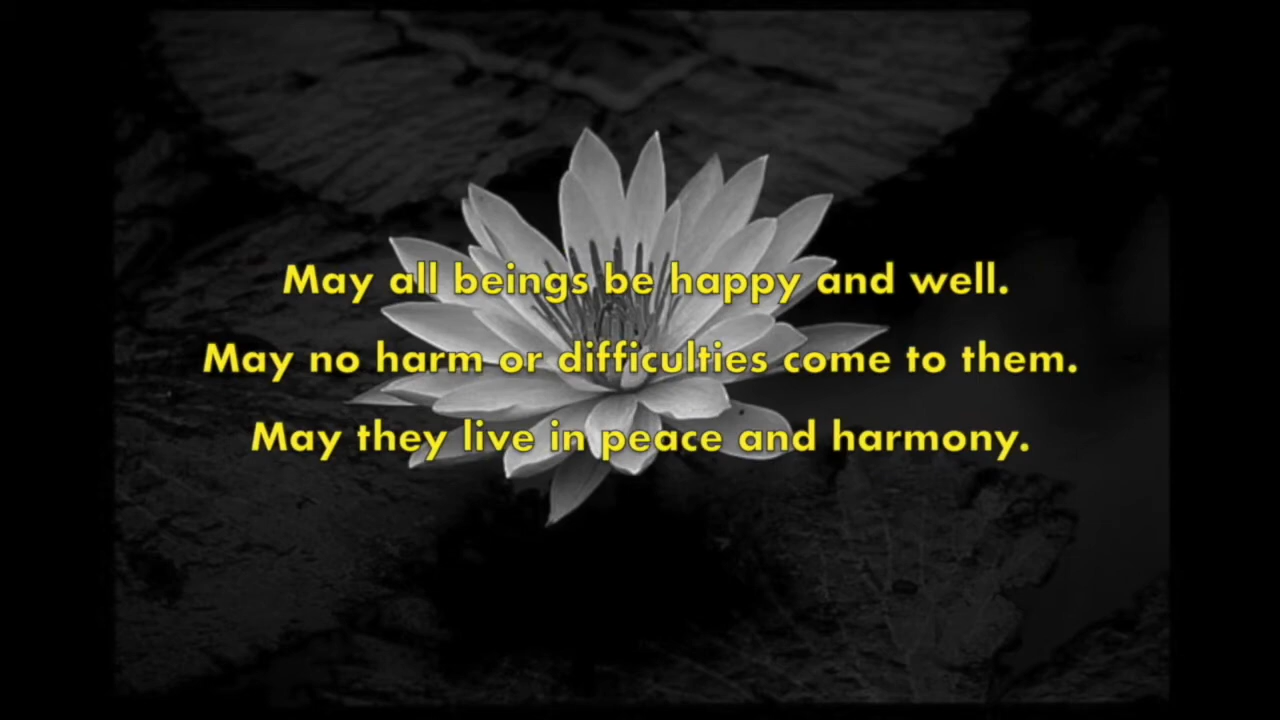 May all beings be happy and well.
May no harm or difficulties come to them.
May they live in peace and harmony.